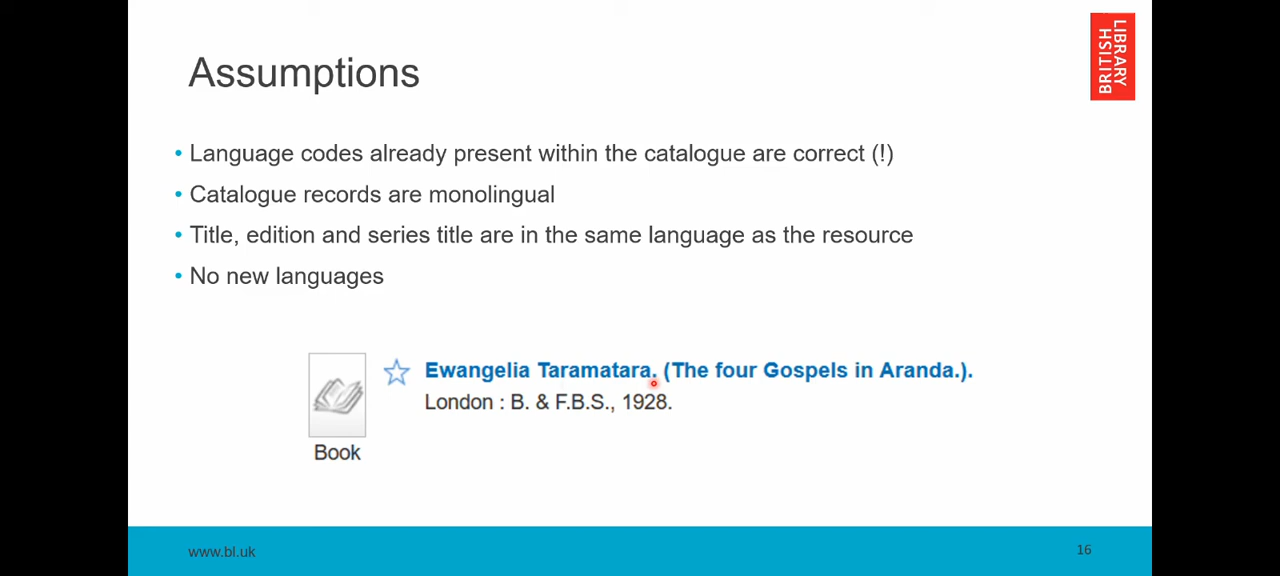 Assumptions
LIBRARY
BRITISH
• Language codes already present within the catalogue are correct (!)
• Catalogue records are monolingual
• Title, edition and series title are in the same language as the resource
• No new languages
Ewangelia Taramatara. (The four Gospels in Aranda.).
London : B. & F.B.S., 1928.
Book
www.bl.uk
16